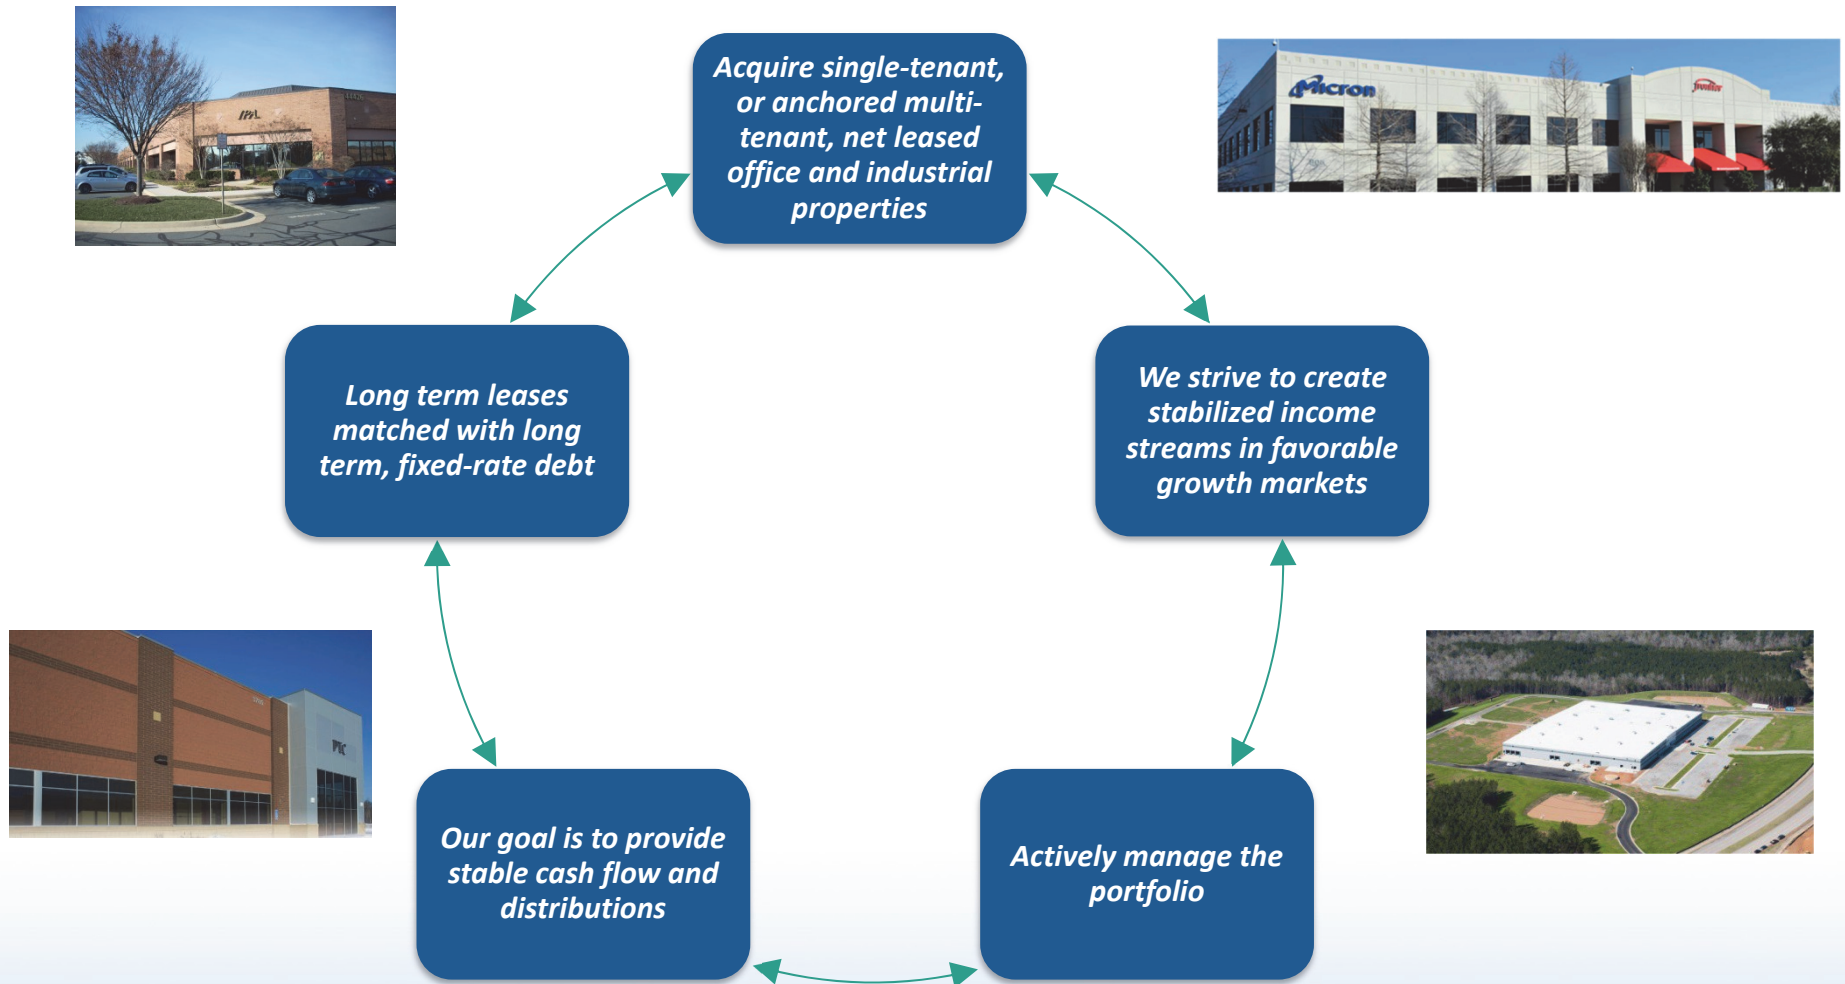 Acquire single-tenant,
or anchored multi-
tenant, net leased
office and industrial
properties
Micron
Long term leases
matched with long
term, fixed-rate debt
We strive to create
stabilized income
streams in favorable
growth markets
Our goal is to provide
stable cash flow and
distributions
Actively manage the
portfolio